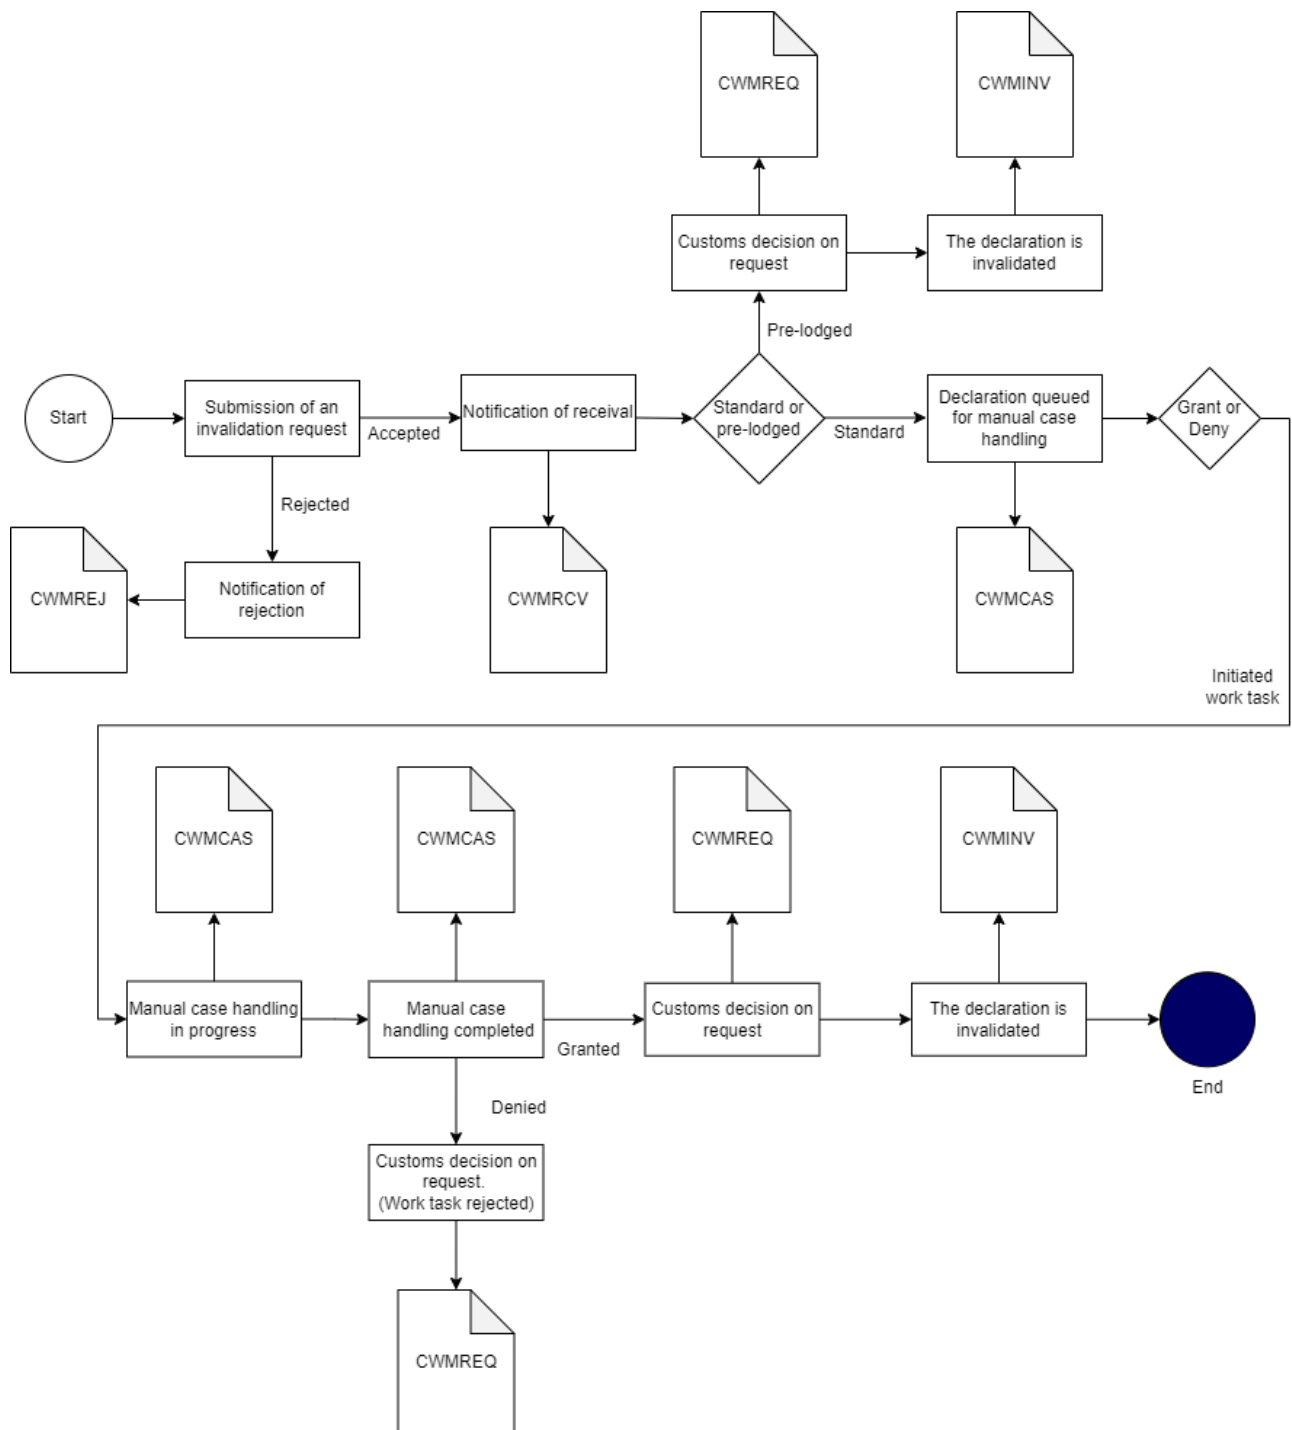 CWMREQ
CWMINV
Customs decision on
request
The declaration is
invalidated
Pre-lodged
Start
Submission of an
invalidation request
Accepted
Notification of receival
Standard or
pre-lodged
Standard
Declaration queued
for manual case
handling
Grant or
Deny
Rejected
CWMREJ
Notification of
rejection
CWMRCV
CWMCAS
Initiated
work task
CWMCAS
CWMCAS
CWMREQ
CWMINV
Manual case handling
in progress
Manual case
handling completed
Granted
Customs decision on
request
The declaration is
invalidated
End
Denied
Customs decision on
request.
(Work task rejected)
CWMREQ